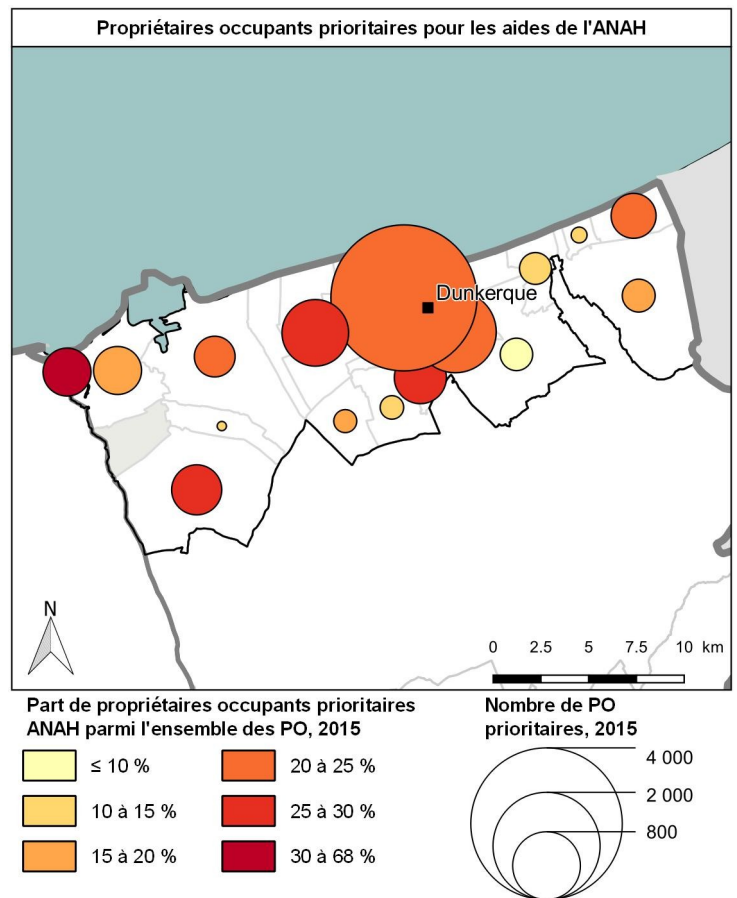 Propriétaires occupants prioritaires pour les aides de l'ANAH
Dunkerque
N
0 2.5 5 7.5 10 km
Part de propriétaires occupants prioritaires
ANAH parmi l'ensemble des PO, 2015
≤ 10 %
10 à 15 %
15 à 20 %
20 à 25 %
25 à 30 %
30 à 68 %
Nombre de PO
prioritaires, 2015
4 000
2 000
800